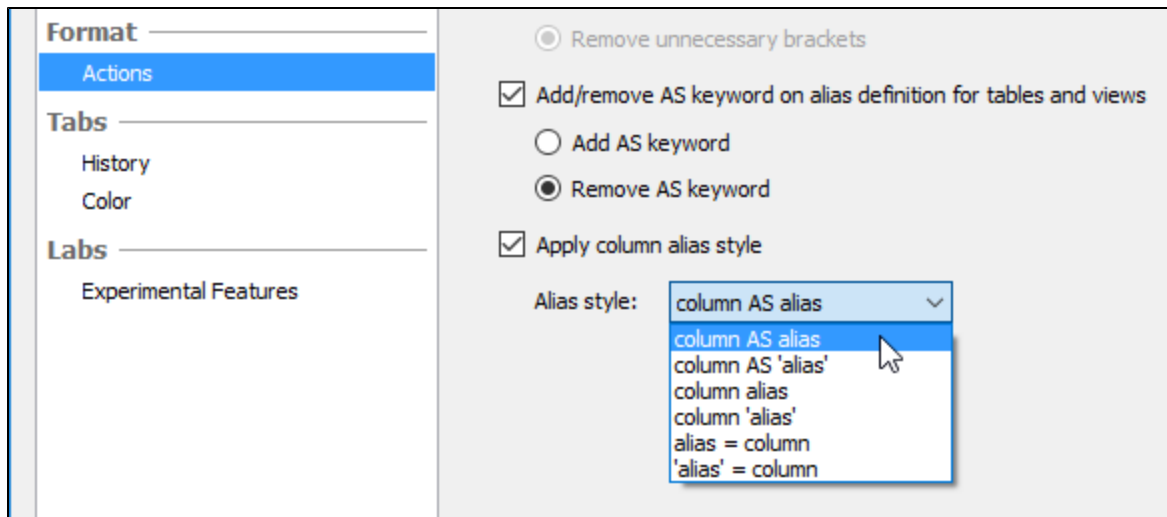 Format
Actions
Tabs
History
Color
Labs
Experimental Features
Remove unnecessary brackets
Add/remove AS keyword on alias definition for tables and views
Add AS keyword
Remove AS keyword
Apply column alias style
Alias style: column AS alias
column AS alias
column AS 'alias'
column alias
column 'alias'
alias = column
'alias' = column